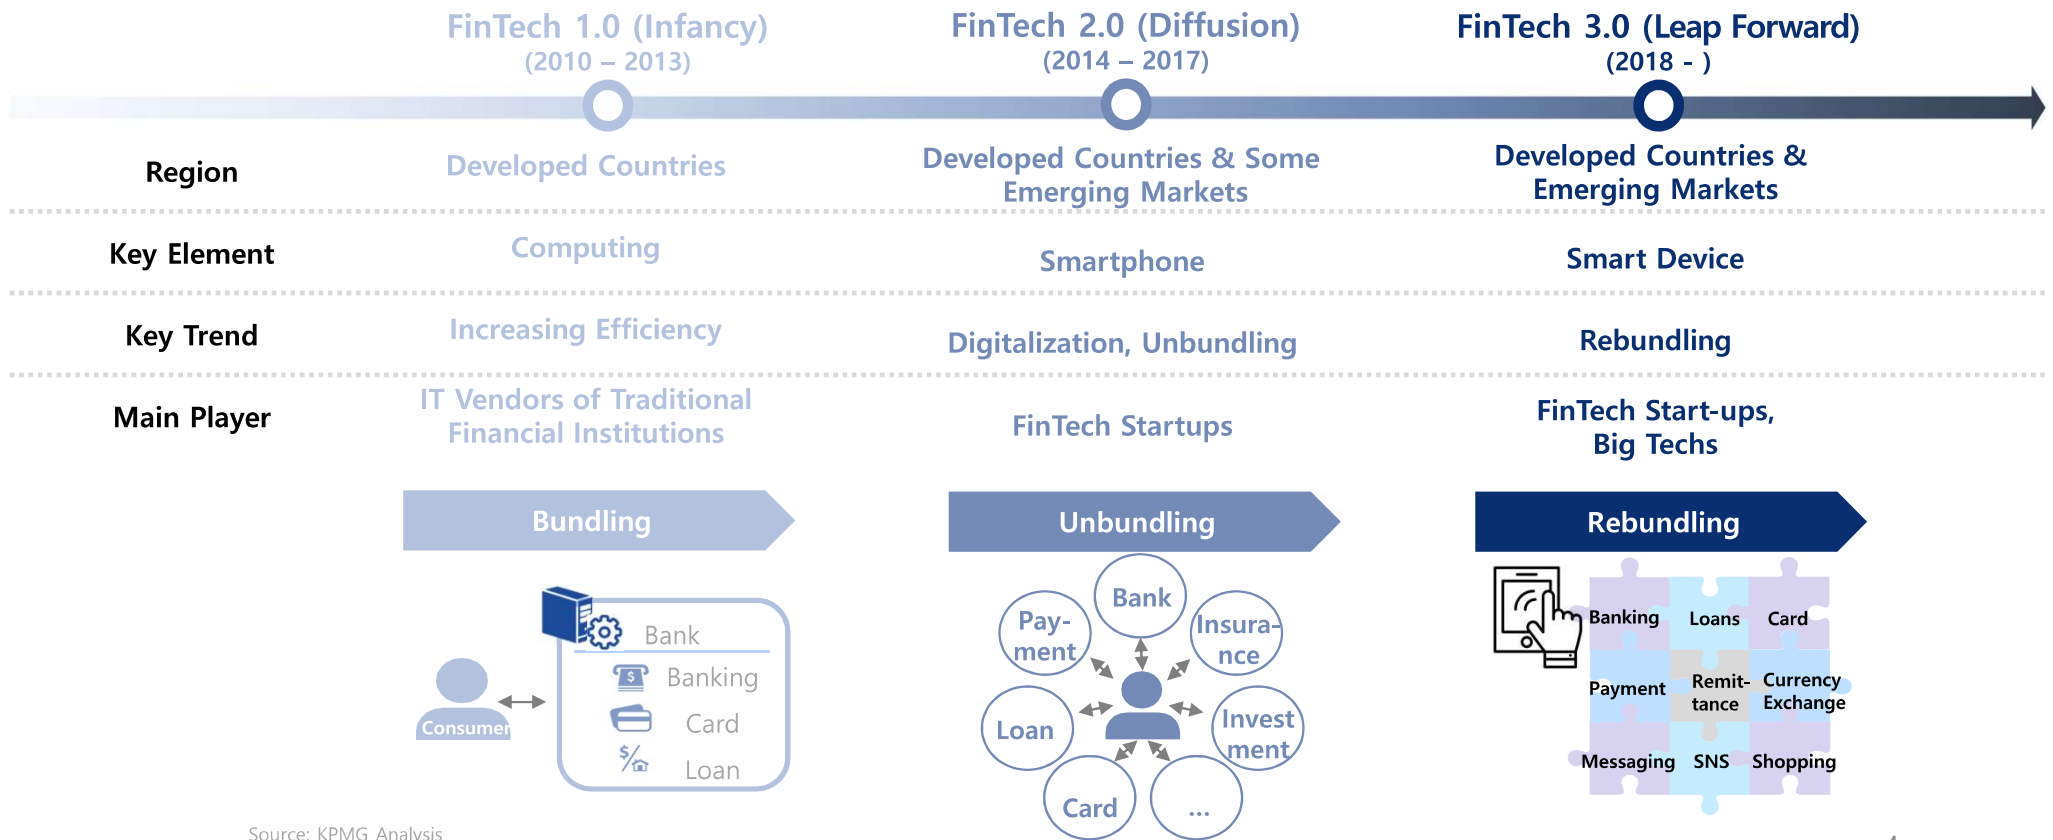 FinTech 1.0 (Infancy)
(2010 – 2013)
FinTech 2.0 (Diffusion)
(2014 – 2017)
FinTech 3.0 (Leap Forward)
(2018 - )
Region
Developed Countries
Developed Countries & Some
Emerging Markets
Developed Countries &
Emerging Markets
Key Element
Computing
Smartphone
Smart Device
Key Trend
Increasing Efficiency
Digitalization, Unbundling
Rebundling
Main Player
IT Vendors of Traditional
Financial Institutions
FinTech Startups
FinTech Start-ups,
Big Techs
Bundling
Consumer
Bank
$
Banking
Card
$/
Loan
Unbundling
Bank
Pay-
ment
Insura-
nce
Loan
Invest
ment
Card
...
Rebundling
Banking
Loans
Card
Payment
Remit-
tance
Currency
Exchange
Messaging
SNS
Shopping
Source: KPMG Analysis